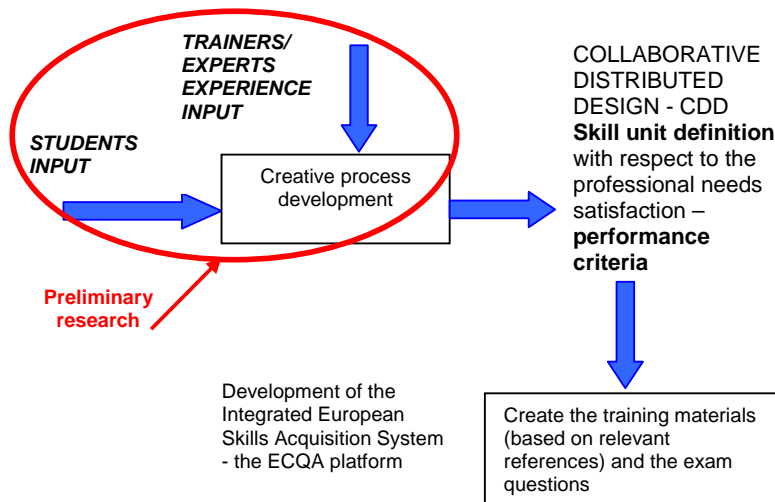 TRAINERS/
EXPERTS
EXPERIENCE
INPUT
STUDENTS
INPUT
Creative process
development
COLLABORATIVE
DISTRIBUTED
DESIGN - CDD
Skill unit definition
with respect to the
professional needs
satisfaction –
performance
criteria
Preliminary
research
Development of the
Integrated European
Skills Acquisition System
- the ECQA platform
Create the training materials
(based on relevant
references) and the exam
questions